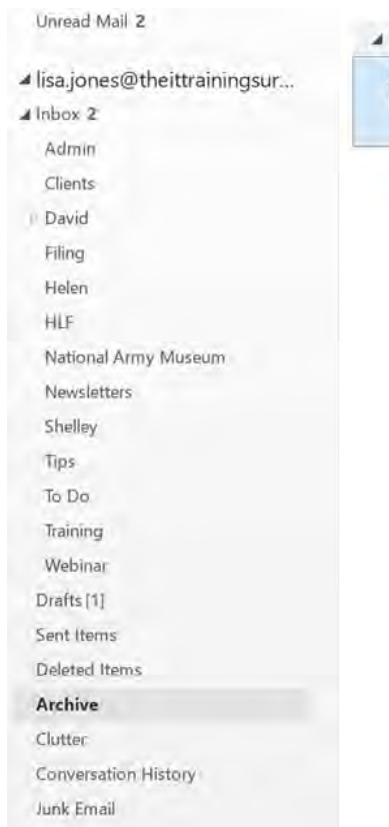 Unread Mail 2
lisa.jones@theittrainingsur...
Inbox 2
Admin
Clients
David
Filing
Helen
HLF
National Army Museum
Newsletters
Shelley
Tips
To Do
Training
Webinar
Drafts [1]
Sent Items
Deleted Items
Archive
Clutter
Conversation History
Junk Email